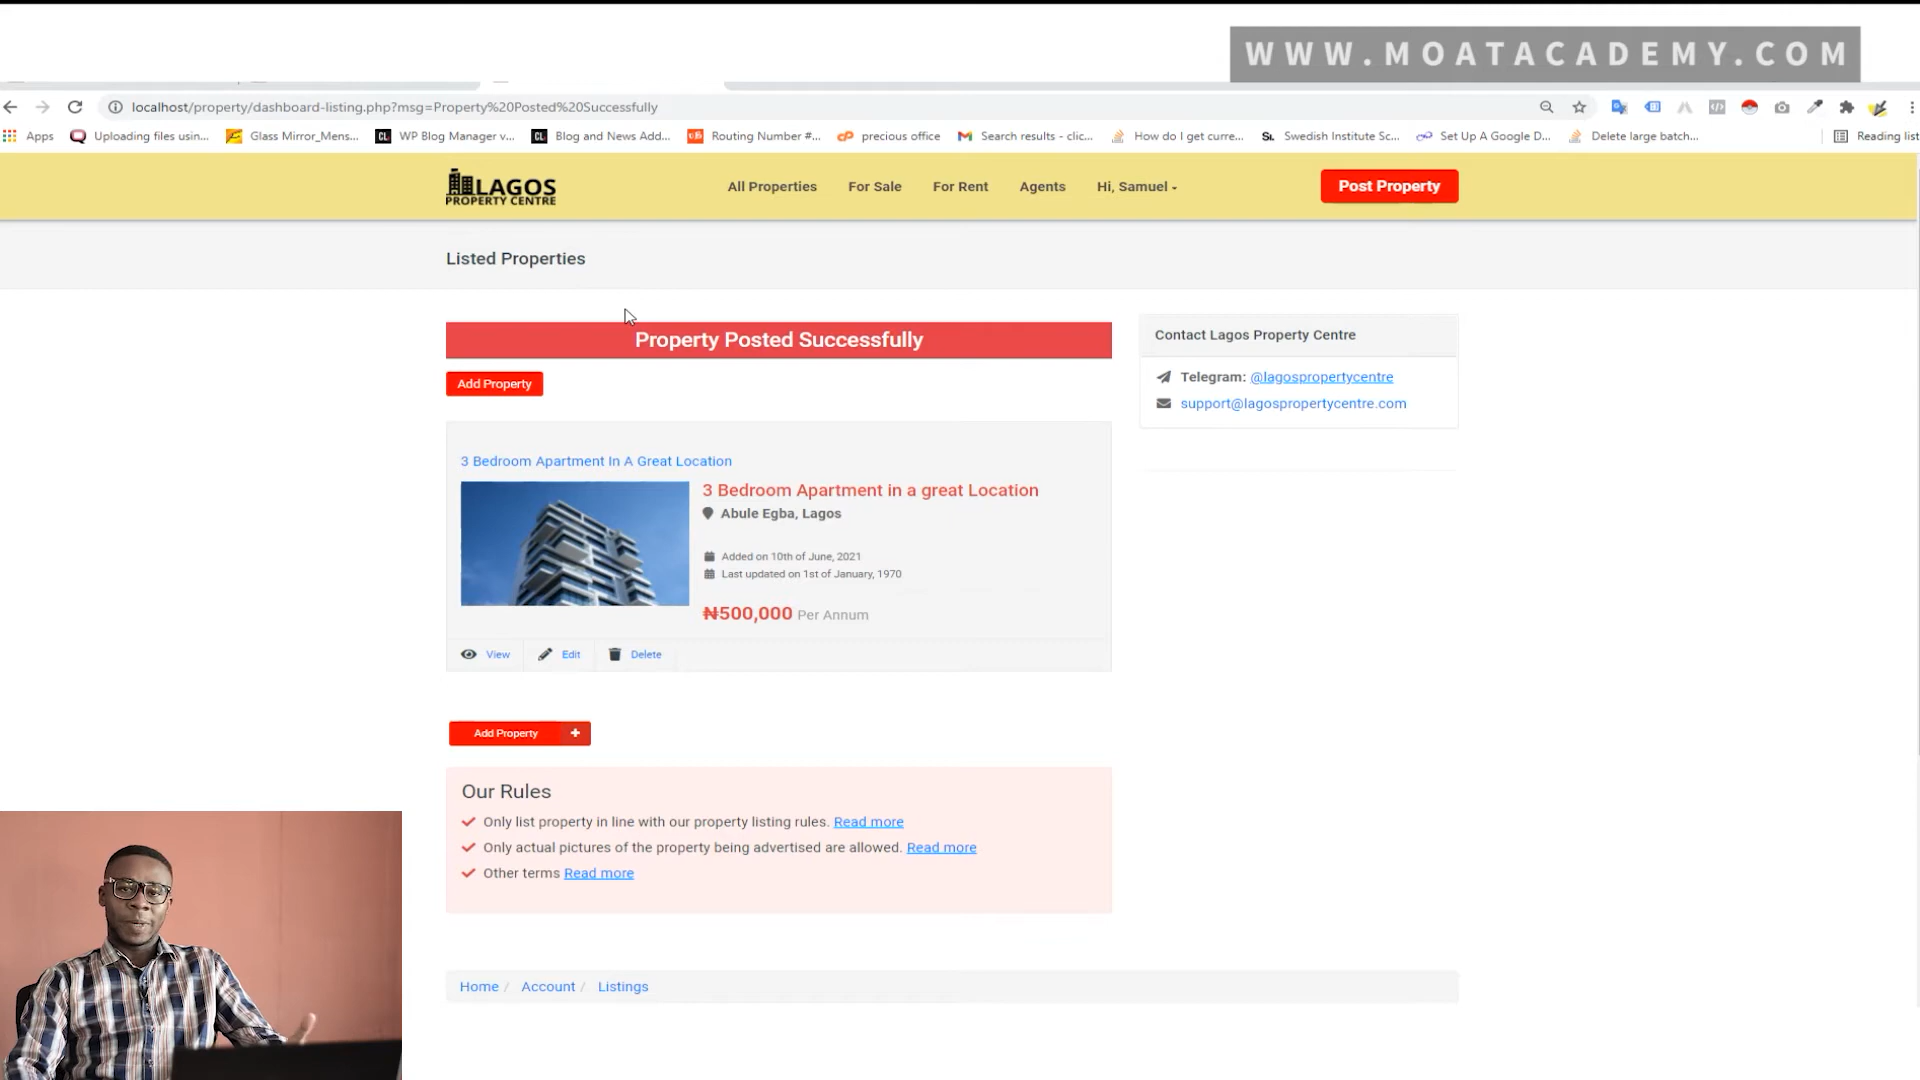 WWW.MOATACADEMY.COM
localhost/property/dashboard-listing.php?msg=Property%20Posted%20Successfully
Apps
Uploading files usin...
Glass Mirror_Mens...
WP Blog Manager v...
Blog and News Add...
Routing Number #...
precious office
Search results - clic...
How do I get curre...
Swedish Institute Sc...
Set Up A Google D...
Delete large batch...
Reading list
LAGOS
PROPERTY CENTRE
All Properties
For Sale
For Rent
Agents
Hi, Samuel
Post Property
Listed Properties
Property Posted Successfully
Add Property
3 Bedroom Apartment In A Great Location
3 Bedroom Apartment in a great Location
Abule Egba, Lagos
Added on 10th of June, 2021
Last updated on 1st of January, 1970
₦500,000 Per Annum
View
Edit
Delete
Add Property +
Our Rules
Only list property in line with our property listing rules. Read more
Only actual pictures of the property being advertised are allowed. Read more
Other terms Read more
Home / Account / Listings
Contact Lagos Property Centre
Telegram: @lagospropertycentre
support@lagospropertycentre.com